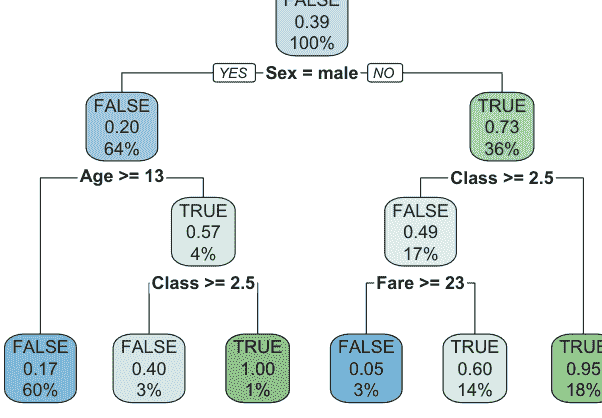 FALSE
0.39
100%
YES Sex = male NO
FALSE
0.20
64%
TRUE
0.73
36%
Age >= 13
Class >= 2.5
TRUE
0.57
4%
FALSE
0.49
17%
Class >= 2.5
Fare >= 23
FALSE
0.17
60%
FALSE
0.40
3%
TRUE
1.00
1%
FALSE
0.05
3%
TRUE
0.60
14%
TRUE
0.95
18%